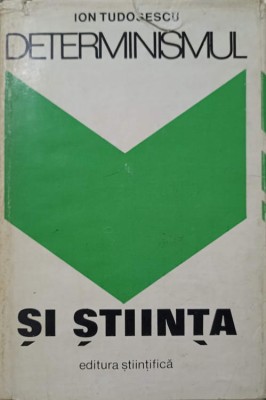 ION TUDOSESCU
DETERMINISMUL
ȘI ȘTIINȚA
editura științifică